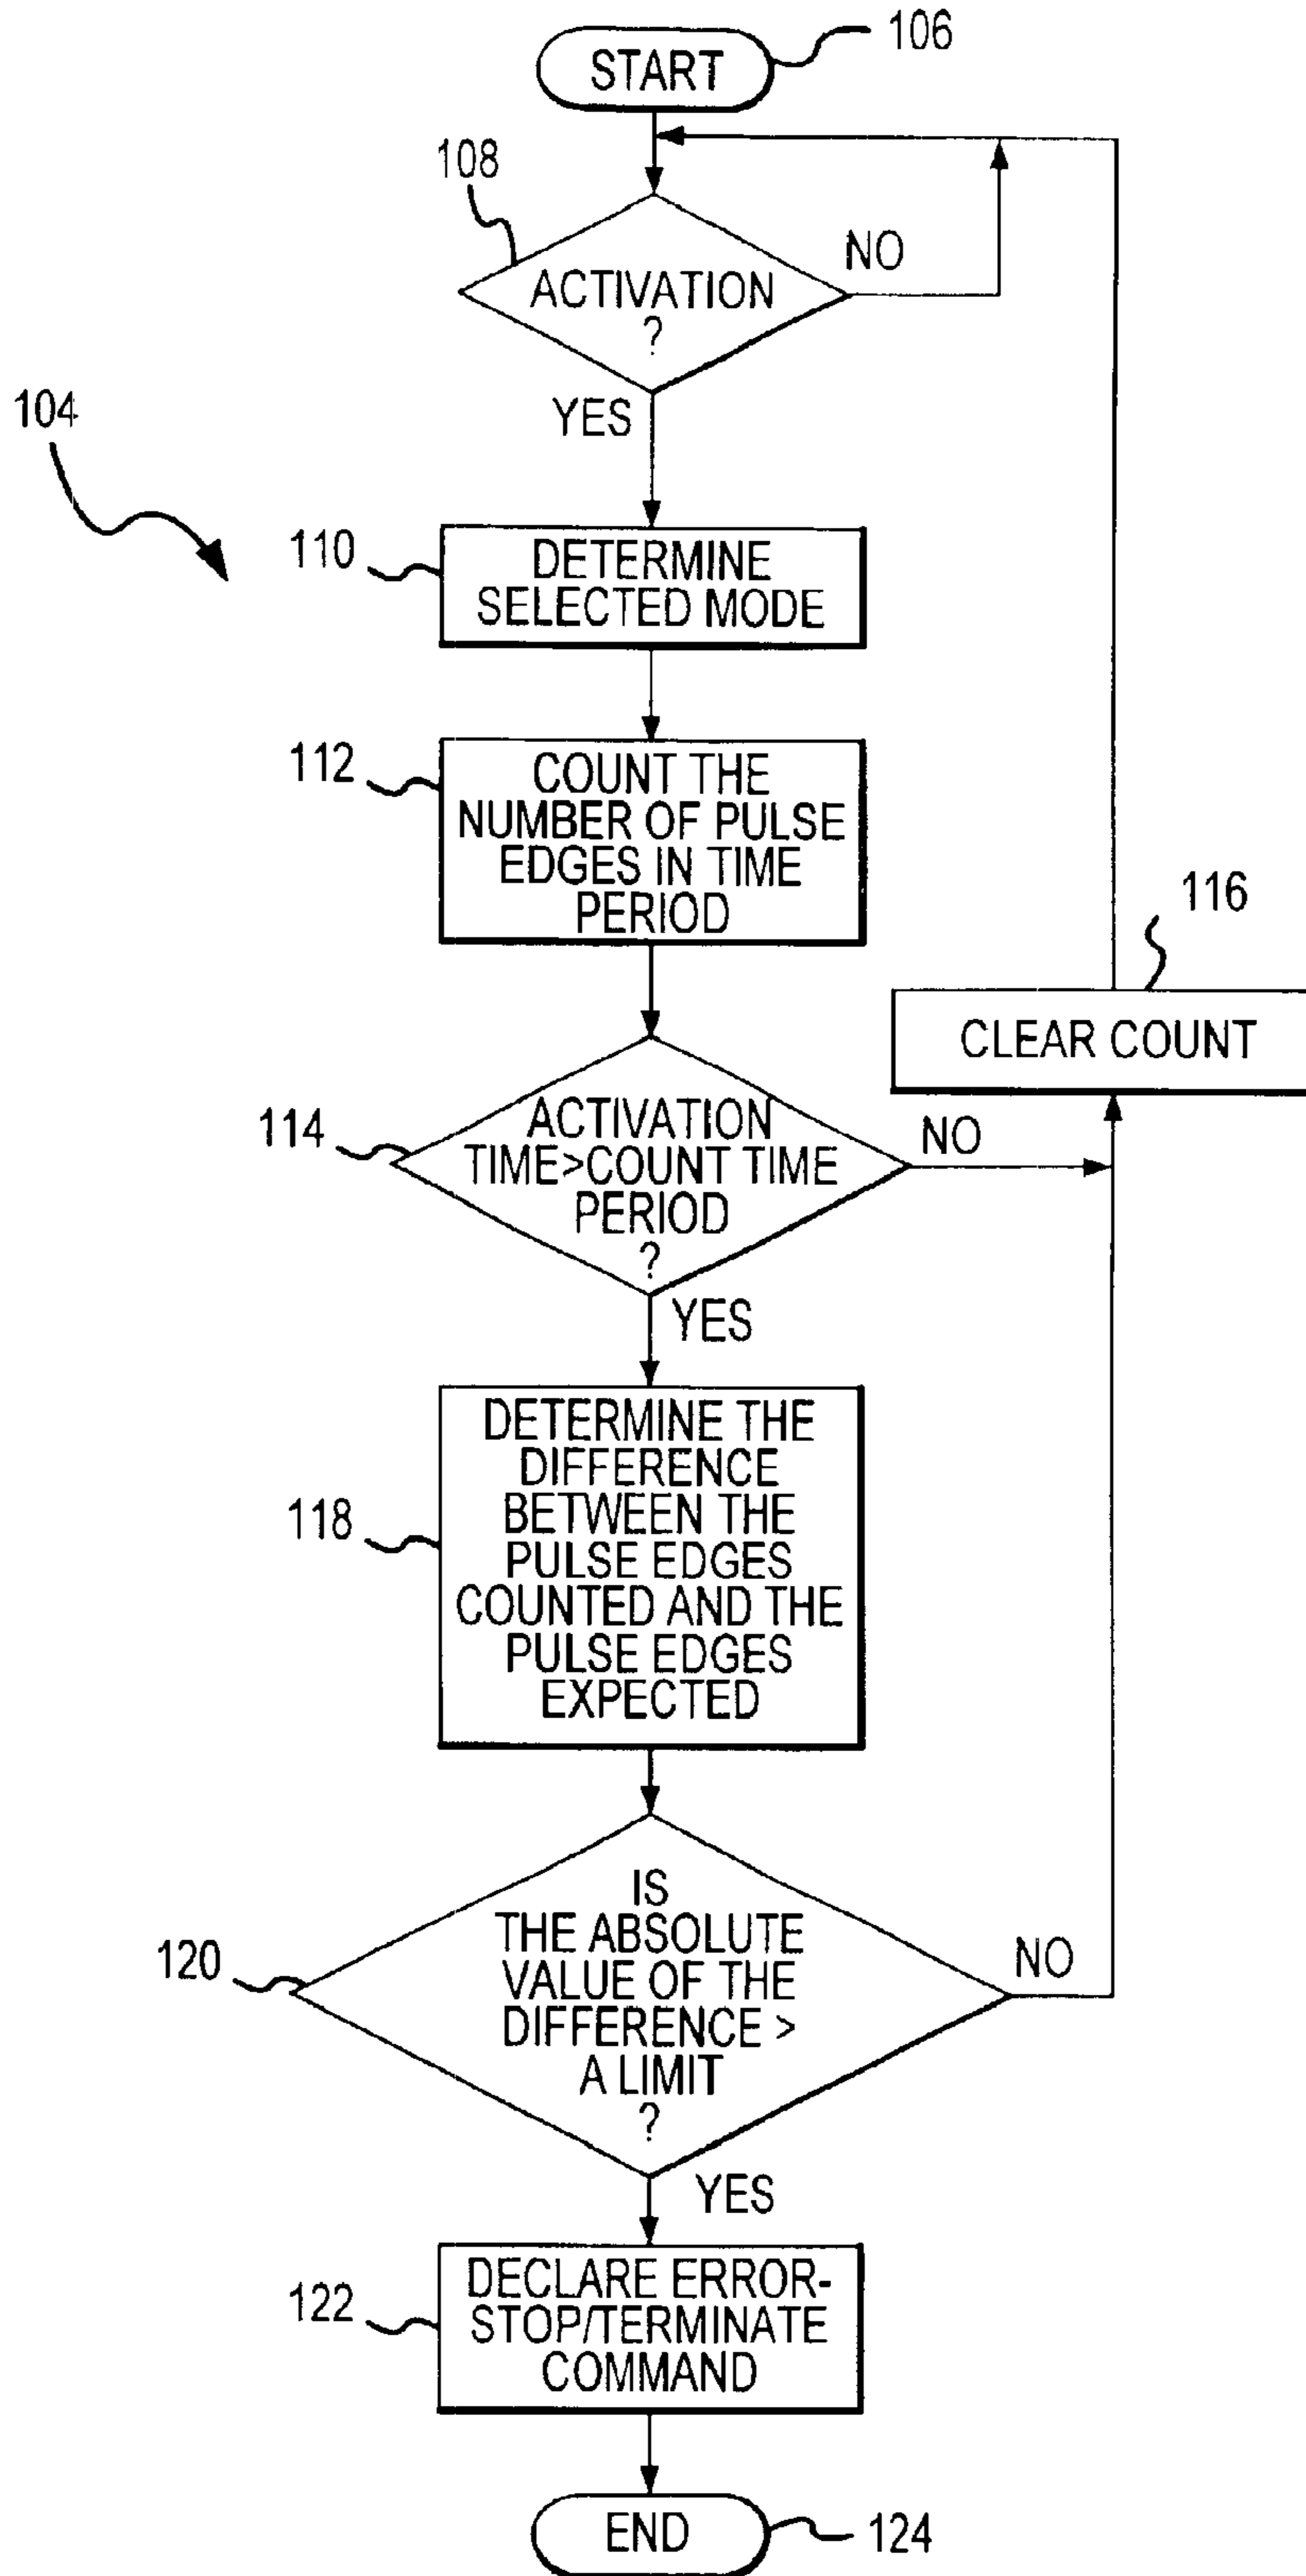 START
106
108
ACTIVATION
?
NO
YES
104
110
DETERMINE
SELECTED MODE
112
COUNT THE
NUMBER OF PULSE
EDGES IN TIME
PERIOD
116
CLEAR COUNT
114
ACTIVATION
TIME>COUNT TIME
PERIOD
?
NO
YES
118
DETERMINE THE
DIFFERENCE
BETWEEN THE
PULSE EDGES
COUNTED AND THE
PULSE EDGES
EXPECTED
120
IS
THE ABSOLUTE
VALUE OF THE
DIFFERENCE >
A LIMIT
?
NO
YES
122
DECLARE ERROR-
STOP/TERMINATE
COMMAND
END
124